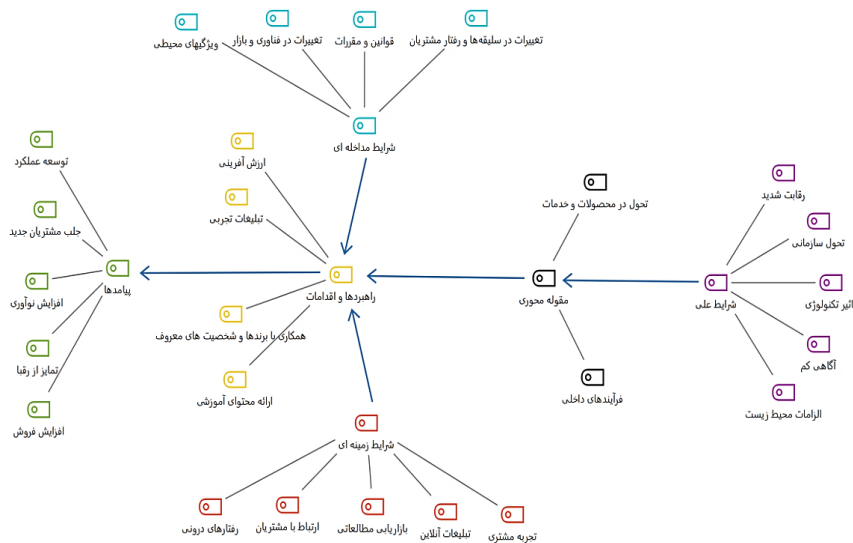 تغییرات در سلیقه‌ها و رفتار مشتریان
قوانین و مقررات
تغییرات در فناوری و بازار
ویژگیهای محیطی
شرایط مداخله ای
رقابت شدید
تحول سازمانی
اثیر تکنولوژی
آگاهی کم
الزامات محیط زیست
شرایط علی
تحول در محصولات و خدمات
مقوله محوری
فرآیندهای داخلی
ارزش آفرینی
تبلیغات تجربی
راهبردها و اقدامات
همکاری با برندها و شخصیت های معروف
ارائه محتوای آموزشی
توسعه عملکرد
جلب مشتریان جدید
پیامدها
افزایش نوآوری
تمایز از رقبا
افزایش فروش
شرایط زمینه ای
تجربه مشتری
تبلیغات آنلاین
بازاریابی مطالعاتی
ارتباط با مشتریان
رفتارهای درونی